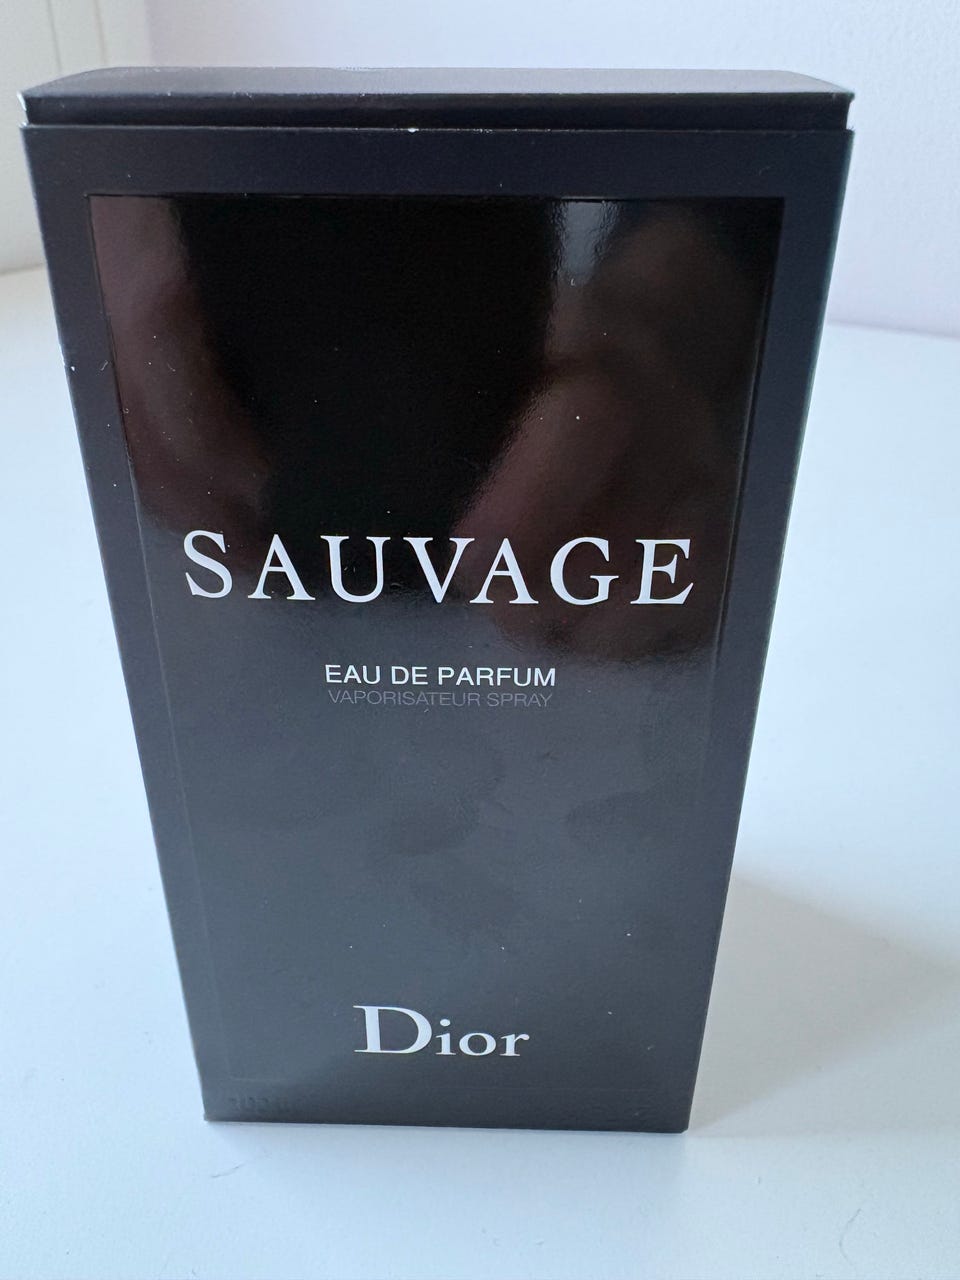 SAUVAGE
EAU DE PARFUM
VAPORISATEUR SPRAY
Dior